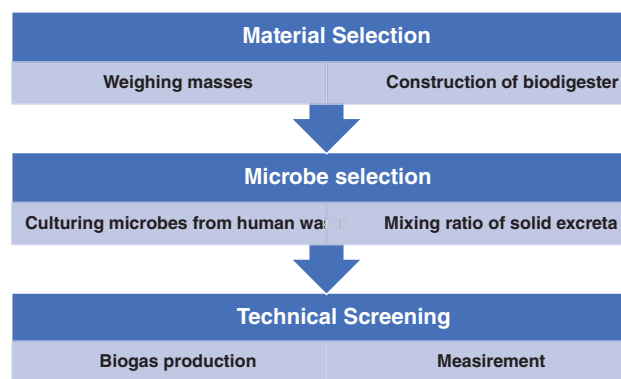 Material Selection
Weighing masses
Construction of biodigester
Microbe selection
Culturing microbes from human
Mixing ratio of solid excreta
Technical Screening
Biogas production
Measirement